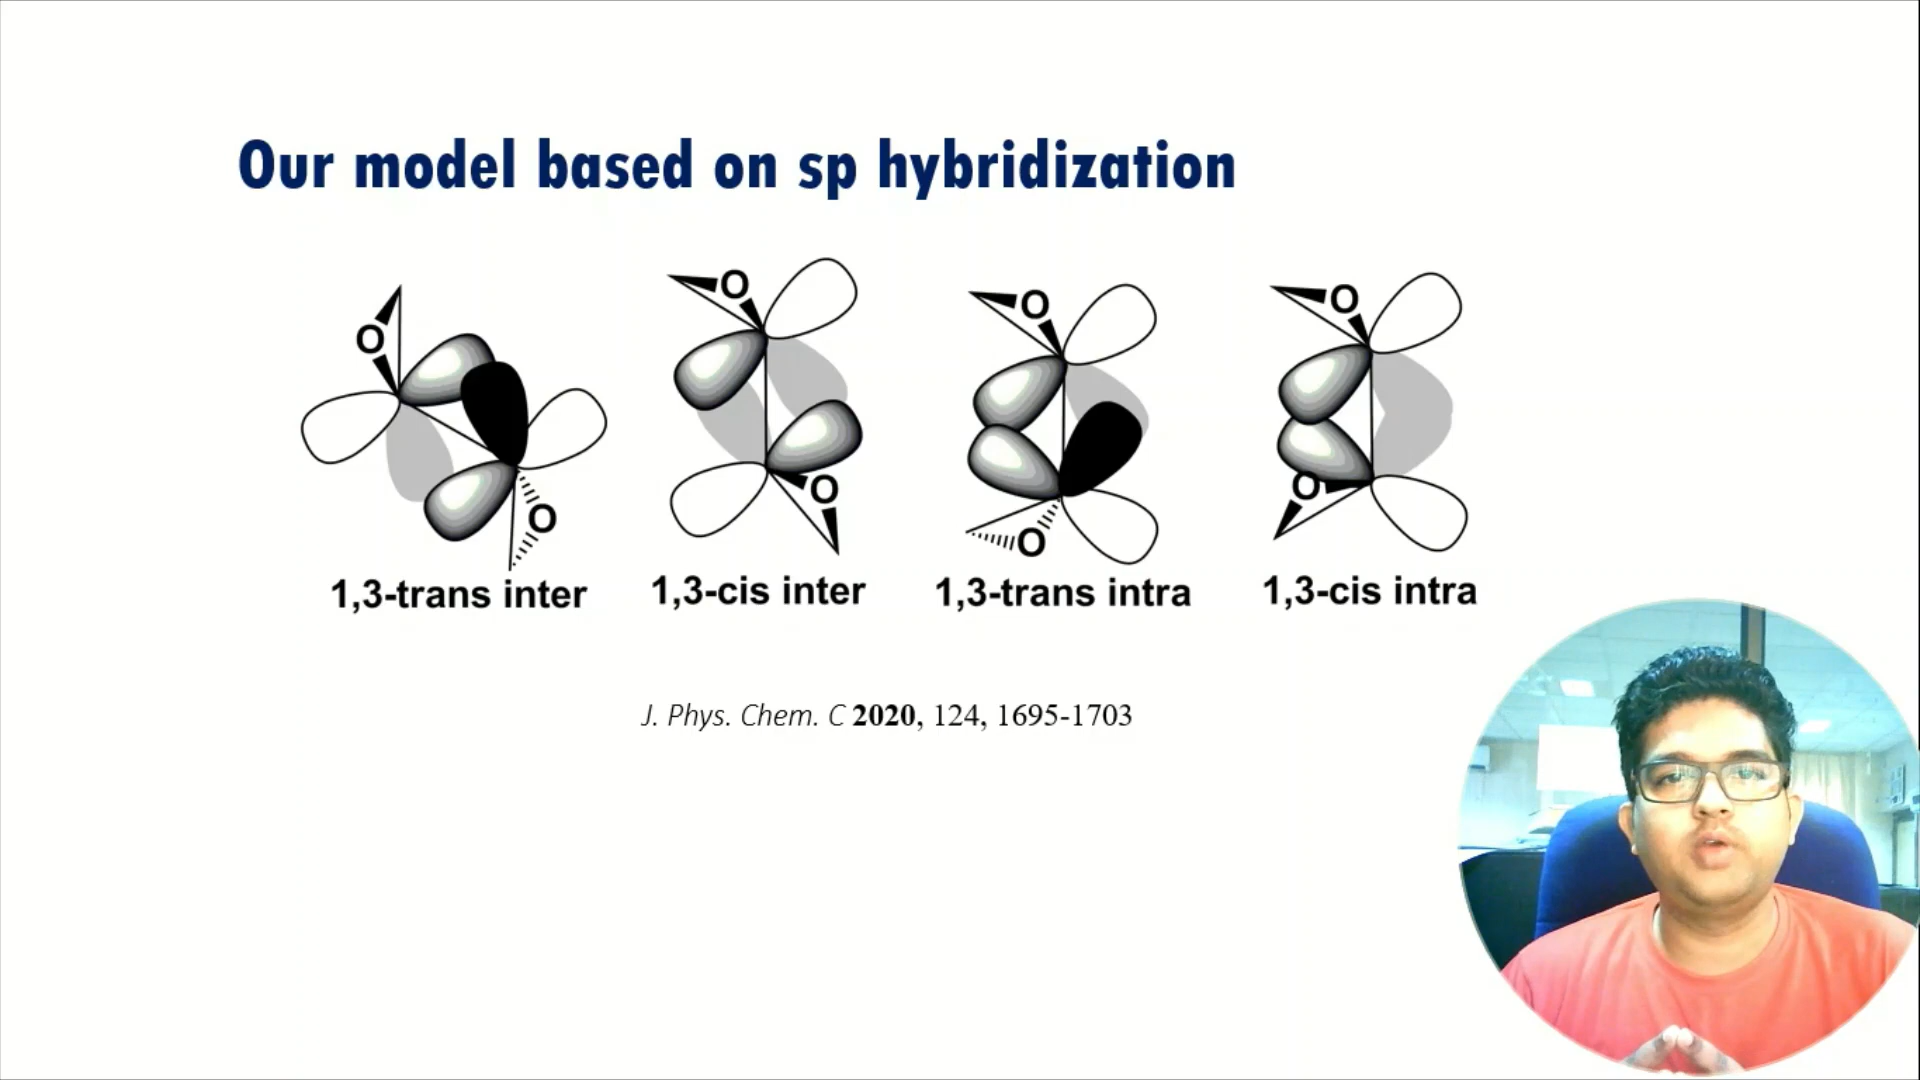 Our model based on sp hybridization
O O O O
O O O O
1,3-trans inter 1,3-cis inter 1,3-trans intra 1,3-cis intra
J. Phys. Chem. C 2020, 124, 1695-1703